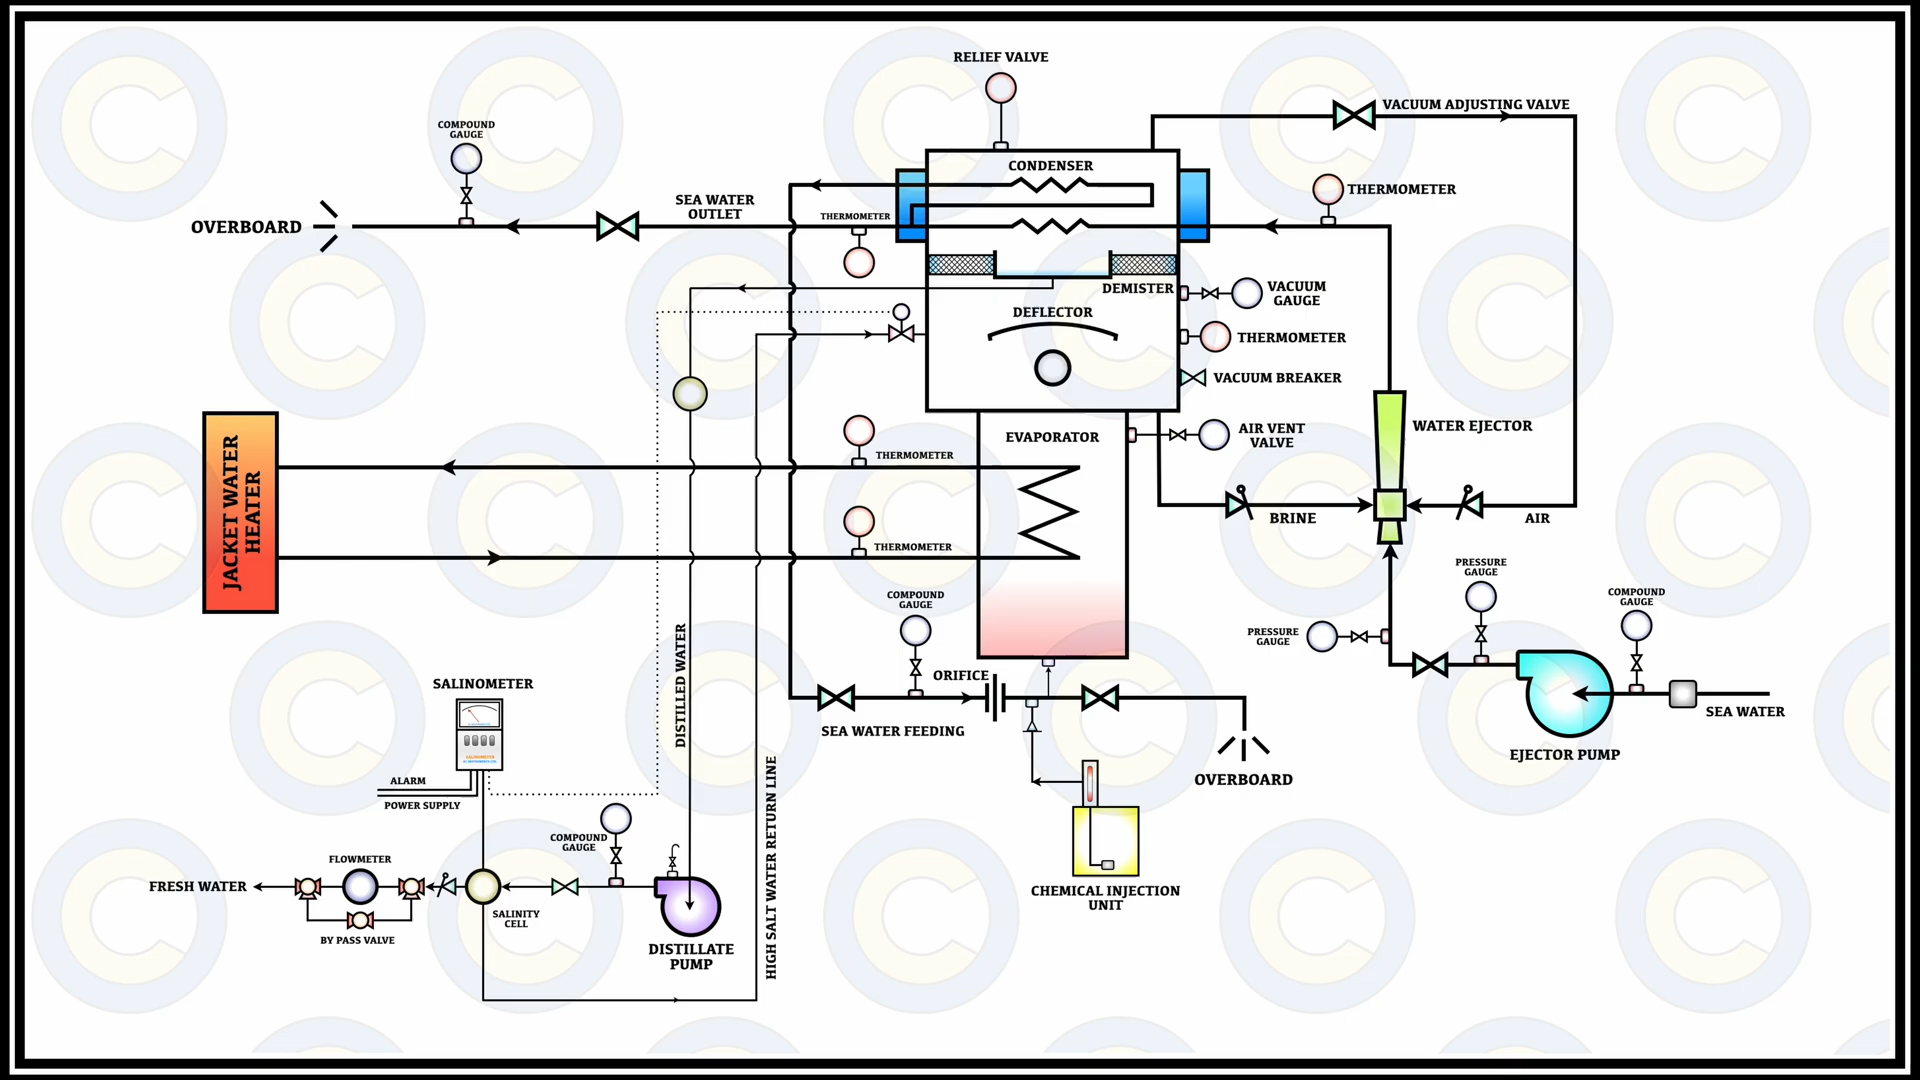 RELIEF VALVE
VACUUM ADJUSTING VALVE
COMPOUND
GAUGE
CONDENSER
THERMOMETER
SEA WATER
OUTLET
THERMOMETER
OVERBOARD
DEMISTER
VACUUM
GAUGE
DEFLECTOR
THERMOMETER
VACUUM BREAKER
WATER EJECTOR
EVAPORATOR
AIR VENT
VALVE
JACKET WATER
HEATER
THERMOMETER
BRINE
AIR
THERMOMETER
PRESSURE
GAUGE
COMPOUND
GAUGE
COMPOUND
GAUGE
PRESSURE
GAUGE
DISTILLED WATER
ORIFICE
SALINOMETER
SEA WATER
SEA WATER FEEDING
EJECTOR PUMP
OVERBOARD
ALARM
POWER SUPPLY
HIGH SALT WATER RETURN LINE
COMPOUND
GAUGE
FLOWMETER
FRESH WATER
CHEMICAL INJECTION
UNIT
SALINITY
CELL
BY PASS VALVE
DISTILLATE
PUMP